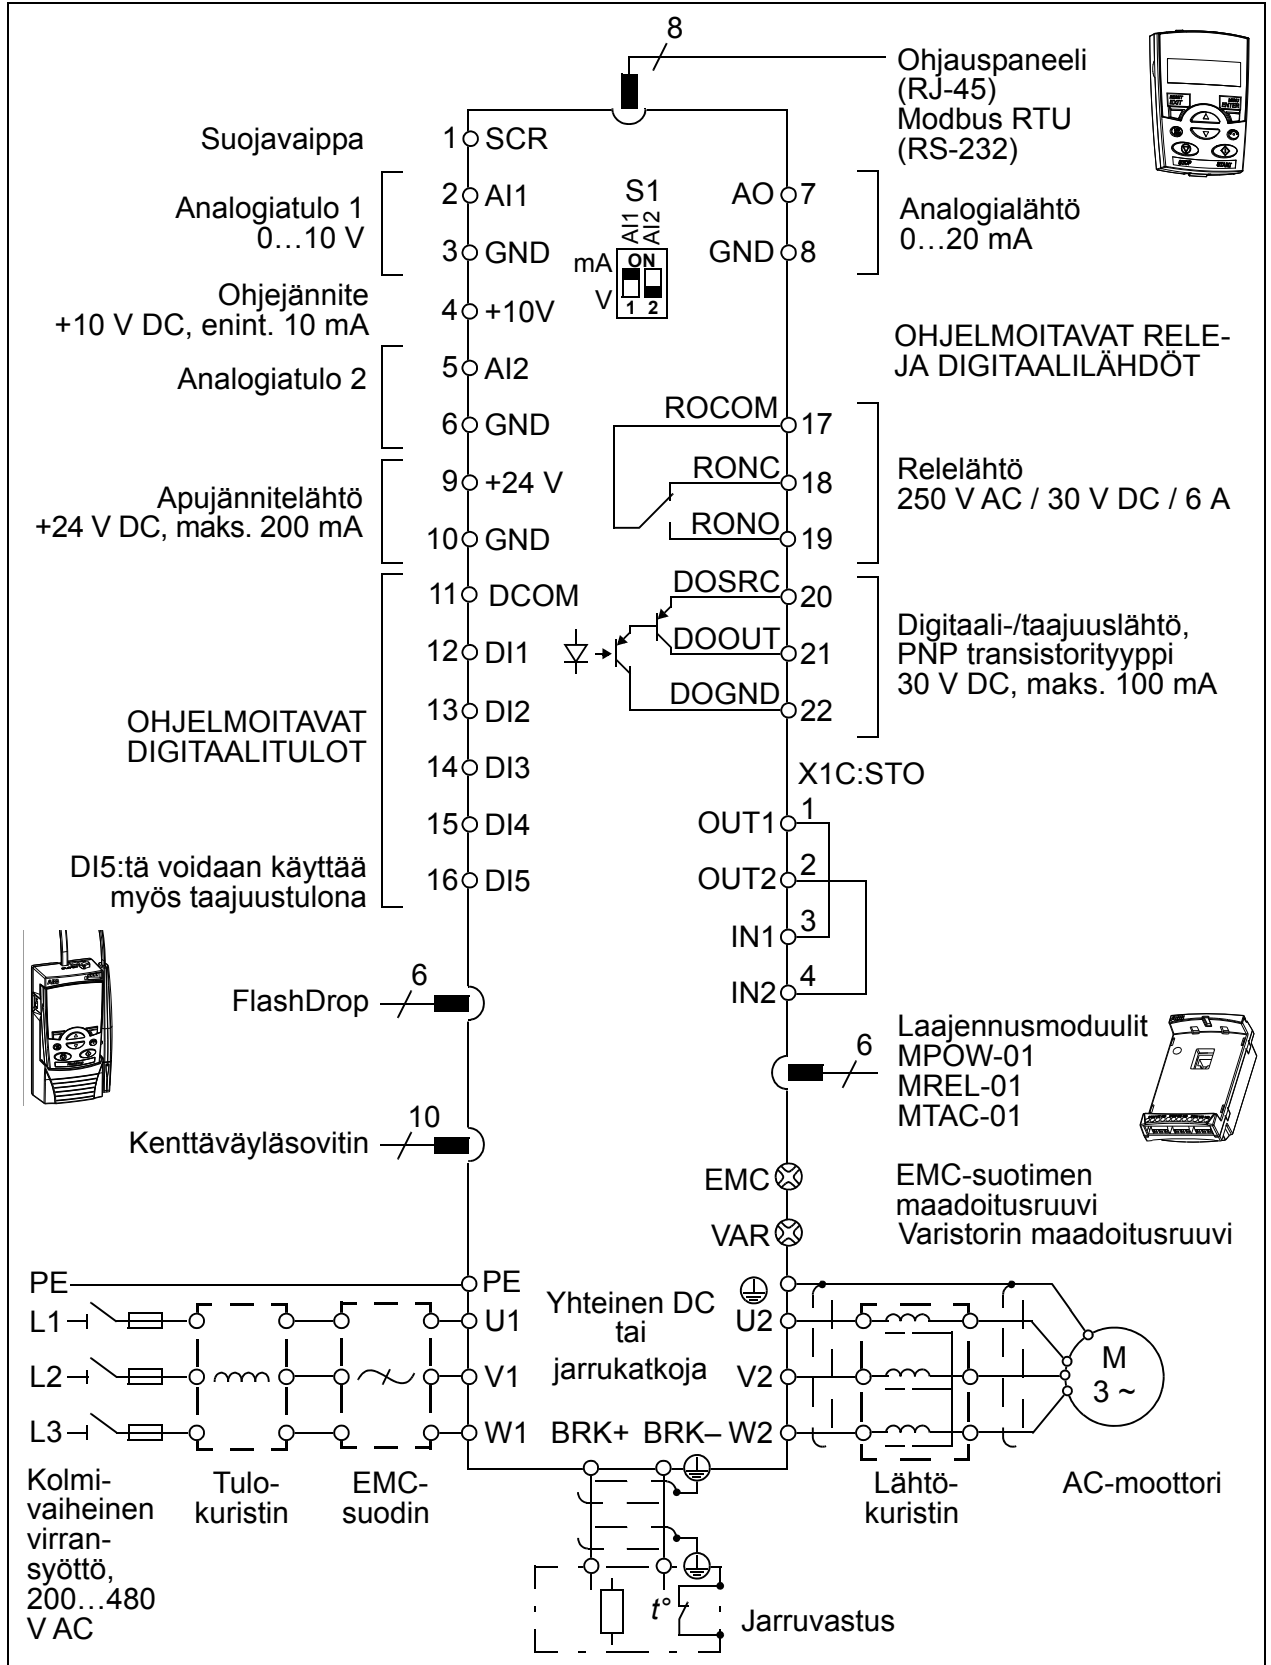 8
Ohjauspaneeli
(RJ-45)
Modbus RTU
(RS-232)
Suojavaippa
1 SCR
Analogiatulo 1
0…10 V
2 AI1
3 GND
S1
AI1
AI2
mA
V
ON
1 2
AO 7
GND 8
Analogialähtö
0…20 mA
Ohjejännite
+10 V DC, enint. 10 mA
4 +10V
Analogiatulo 2
5 AI2
6 GND
OHJELMOITAVAT RELE-
JA DIGITAALILÄHDÖT
ROCOM 17
RONC 18
RONO 19
Relelähtö
250 V AC / 30 V DC / 6 A
Apujännitelähtö
+24 V DC, maks. 200 mA
9 +24 V
10 GND
11 DCOM
12 DI1
13 DI2
14 DI3
15 DI4
16 DI5
OHJELMOITAVAT
DIGITAALITULOT
DI5:tä voidaan käyttää
myös taajuustulona
DOSRC 20
DOOUT 21
DOGND 22
Digitaali-/taajuuslähtö,
PNP transistorityyppi
30 V DC, maks. 100 mA
X1C:STO
OUT1 1
OUT2 2
IN1 3
IN2 4
FlashDrop
6
Laajennusmoduulit
MPOW-01
MREL-01
MTAC-01
6
Kenttäväyläsovitin
10
EMC
EMC-suotimen
maadoitusruuvi
VAR
Varistorin maadoitusruuvi
PE
PE
L1
U1
L2
V1
L3
W1
Yhteinen DC
tai
jarrukatkoja
U2
V2
BRK+ BRK– W2
M
3 ~
Kolmi-
vaiheinen
virran-
syöttö,
200…480
V AC
Tulo-
kuristin
EMC-
suodin
Lähtö-
kuristin
AC-moottori
t°
Jarruvastus